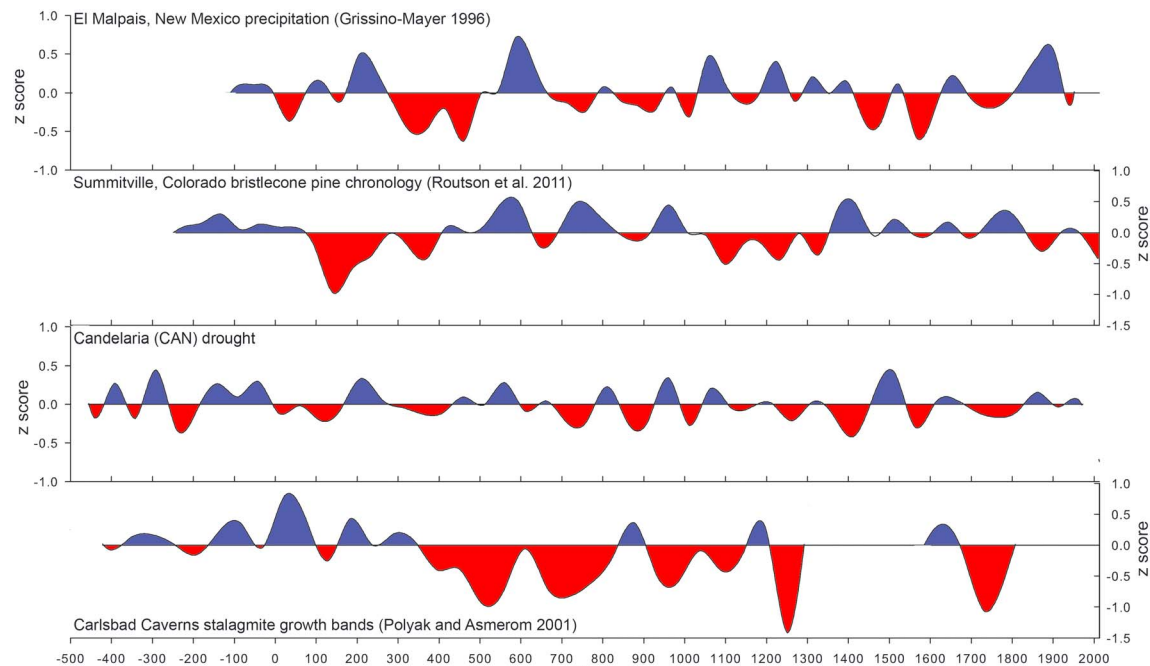 El Malpais, New Mexico precipitation (Grissino-Mayer 1996)
1.0
0.5
0.0
-0.5
-1.0
z score
Summitville, Colorado bristlecone pine chronology (Routson et al. 2011)
1.0
0.5
0.0
-0.5
-1.0
-1.5
z score
Candelaria (CAN) drought
1.0
0.5
0.0
-0.5
-1.0
z score
1.0
0.5
0.0
-0.5
-1.0
-1.5
z score
Carlsbad Caverns stalagmite growth bands (Polyak and Asmerom 2001)
-500 -400 -300 -200 -100 0 100 200 300 400 500 600 700 800 900 1000 1100 1200 1300 1400 1500 1600 1700 1800 1900 2000